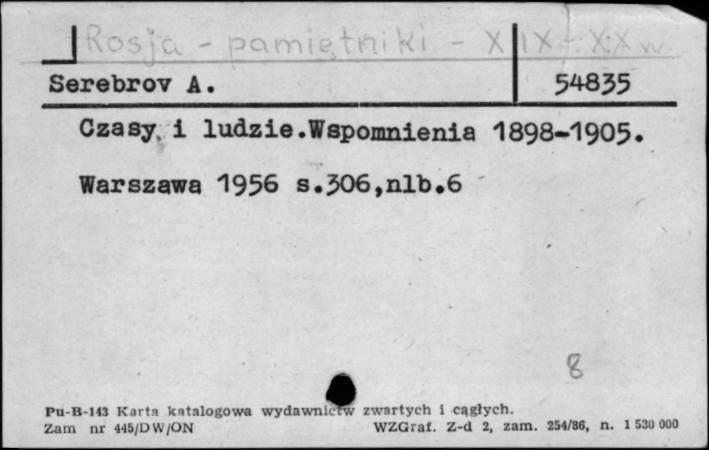 Rosja - pamiętniki - XIX - XX w.
Serebrov A. 54835
Czasy i ludzie.Wspomnienia 1898-1905.
Warszawa 1956 s.306,nlb.6
8
Pu-B-143 Karta katalogowa wydawnictw zwartych i cągłych.
Zam nr 445/DW/ON WZGraf. Z-d 2, zam. 254/86, n. 1 530 000